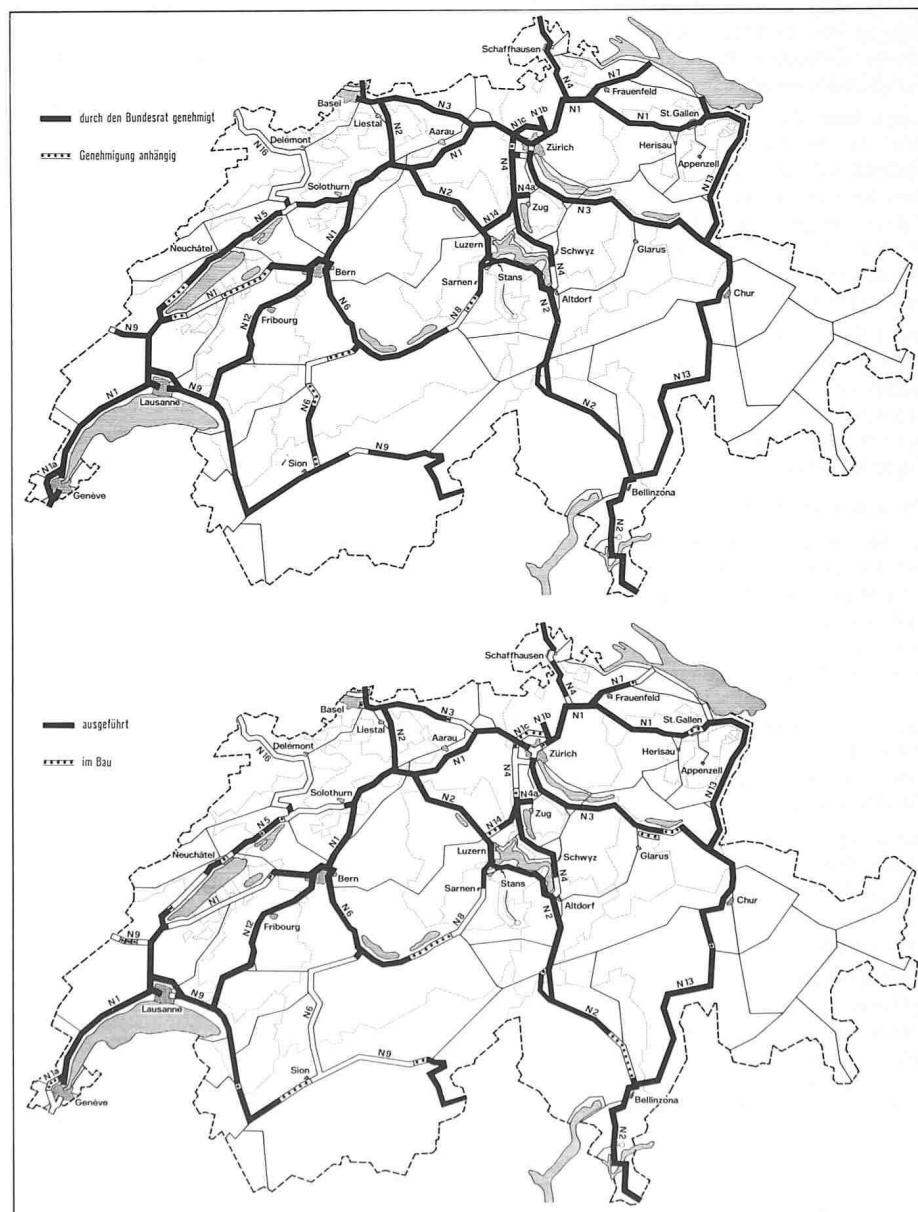 Schaffhausen
N4
N7
Frauenfeld
Basel
N3
N1b
N1c
N1
St.Gallen
durch den Bundesrat genehmigt
Liestal
N2
Aarau
N1
Zürich
N1
Herisau
Appenzell
Delémont
N16
Genehmigung anhängig
N4
N4a
N13
Solothurn
N2
Zug
N3
N5
N1
N14
Luzern
Schwyz
Glarus
Neuchâtel
Bern
Sarnen
Stans
N4
N1
N6
N8
N2
Altdorf
Chur
N9
N12
Fribourg
N1
N9
N6
N13
Lausanne
N2
N9
Sion
N1a
Genève
Bellinzona
N2
Schaffhausen
N4
N7
Frauenfeld
Basel
N3
N1b
N1c
N1
St.Gallen
ausgeführt
Liestal
N2
Aarau
N1
Zürich
N1
Herisau
Appenzell
Delémont
N16
im Bau
N4
N4a
N13
Solothurn
N2
Zug
N3
N5
N1
N14
Luzern
Schwyz
Glarus
Neuchâtel
Bern
Sarnen
Stans
N4
N1
N6
N8
N2
Altdorf
Chur
N9
N12
Fribourg
N1
N9
N6
N13
Lausanne
N2
N9
Sion
N1a
Genève
Bellinzona
N2